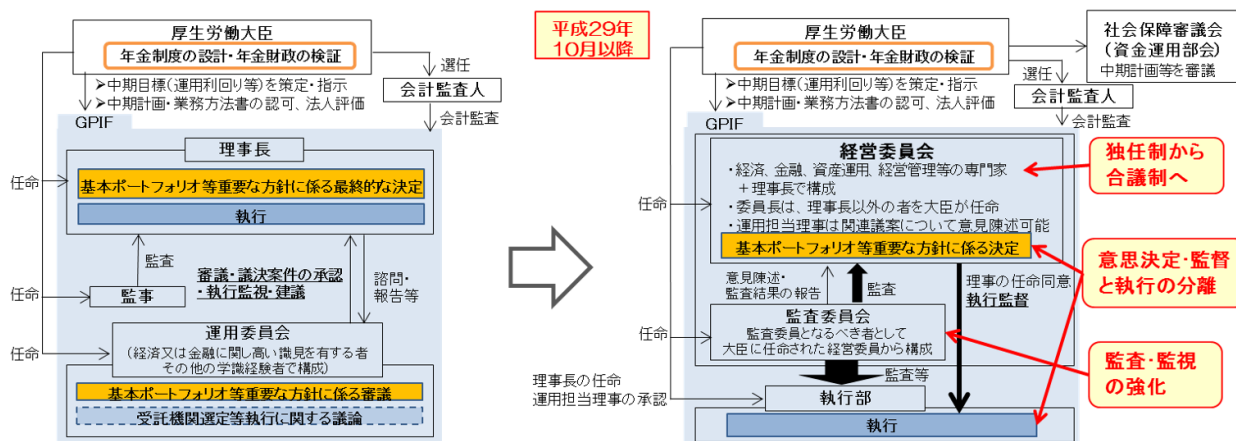 厚生労働大臣
年金制度の設計・年金財政の検証
➢中期目標(運用利回り等)を策定・指示
➢中期計画・業務方法書の認可、法人評価
選任
会計監査人
会計監査
GPIF
理事長
任命
基本ポートフォリオ等重要な方針に係る最終的な決定
執行
監査
審議・議決案件の承認
・執行監視・建議
諮問・
報告等
任命
監事
運用委員会
任命
(経済又は金融に関し高い識見を有する者
その他の学識経験者で構成)
基本ポートフォリオ等重要な方針に係る審議
受託機関選定等執行に関する議論
平成29年
10月以降
厚生労働大臣
年金制度の設計・年金財政の検証
社会保障審議会
(資金運用部会)
中期計画等を審議
➢中期目標(運用利回り等)を策定・指示
➢中期計画・業務方法書の認可、法人評価
選任
会計監査人
会計監査
GPIF
経営委員会
・経済、金融、資産運用、経営管理等の専門家
+理事長で構成
任命
・委員長は、理事長以外の者を大臣が任命
・運用担当理事は関連議案について意見陳述可能
基本ポートフォリオ等重要な方針に係る決定
独任制から
合議制へ
意見陳述・
監査結果の報告
監査
理事の任命同意
執行監督
意思決定・監督
と執行の分離
任命
監査委員会
監査委員となるべき者として
大臣に任命された経営委員から構成
監査・監視
の強化
監査等
理事長の任命
運用担当理事の承認
執行部
執行